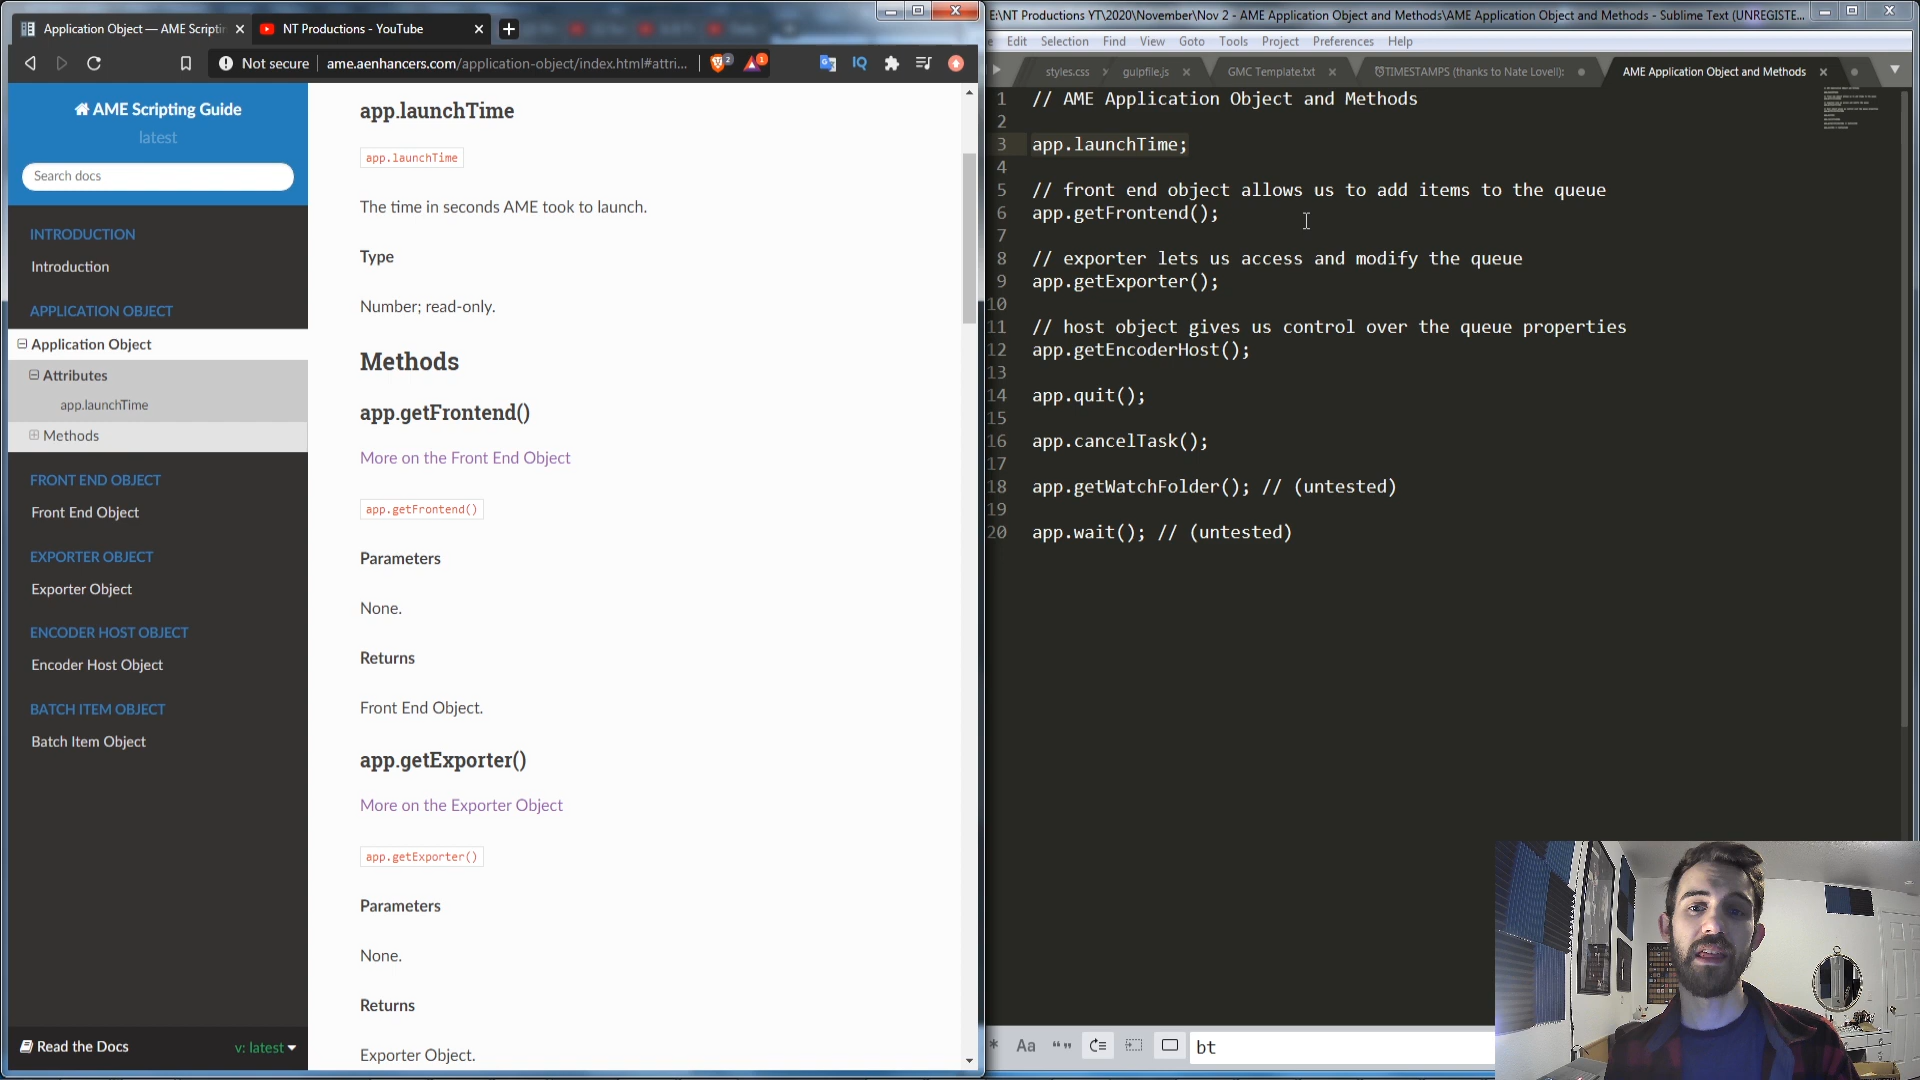 Application Object — AME Scriptin
NT Productions - YouTube
Not secure
ame.aenhancers.com/application-object/index.html#attri...
2
1
IQ
AME Scripting Guide
latest
Search docs
INTRODUCTION
Introduction
APPLICATION OBJECT
Application Object
Attributes
app.launchTime
Methods
FRONT END OBJECT
Front End Object
EXPORTER OBJECT
Exporter Object
ENCODER HOST OBJECT
Encoder Host Object
BATCH ITEM OBJECT
Batch Item Object
Read the Docs
v: latest
app.launchTime
app.launchTime
The time in seconds AME took to launch.
Type
Number; read-only.
Methods
app.getFrontend()
More on the Front End Object
app.getFrontend()
Parameters
None.
Returns
Front End Object.
app.getExporter()
More on the Exporter Object
app.getExporter()
Parameters
None.
Returns
Exporter Object.
E:\NT Productions YT\2020\November\Nov 2 - AME Application Object and Methods\AME Application Object and Methods - Sublime Text (UNREGISTE...
Edit Selection Find View Goto Tools Project Preferences Help
styles.css
gulpfile.js
GMC Template.txt
TIMESTAMPS (thanks to Nate Lovell):
AME Application Object and Methods
1 // AME Application Object and Methods
2
3 app.launchTime;
4
5 // front end object allows us to add items to the queue
6 app.getFrontend();
7
8 // exporter lets us access and modify the queue
9 app.getExporter();
10
11 // host object gives us control over the queue properties
12 app.getEncoderHost();
13
14 app.quit();
15
16 app.cancelTask();
17
18 app.getWatchFolder(); // (untested)
19
20 app.wait(); // (untested)
.* Aa “”
bt